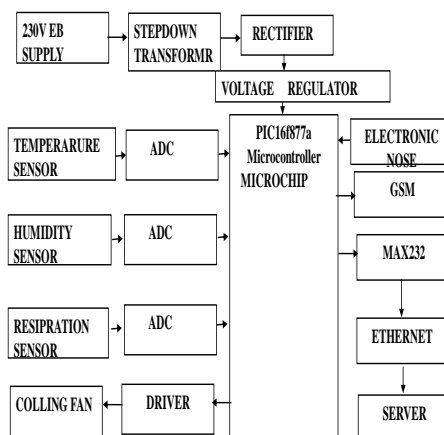 230V EB
SUPPLY
STEPDOWN
TRANSFORMR
RECTIFIER
VOLTAGE REGULATOR
PIC16f877a
Microcontroller
MICROCHIP
ELECTRONIC
NOSE
TEMPERARURE
SENSOR
ADC
GSM
HUMIDITY
SENSOR
ADC
MAX232
RESIPRATION
SENSOR
ADC
ETHERNET
COLLING FAN
DRIVER
SERVER